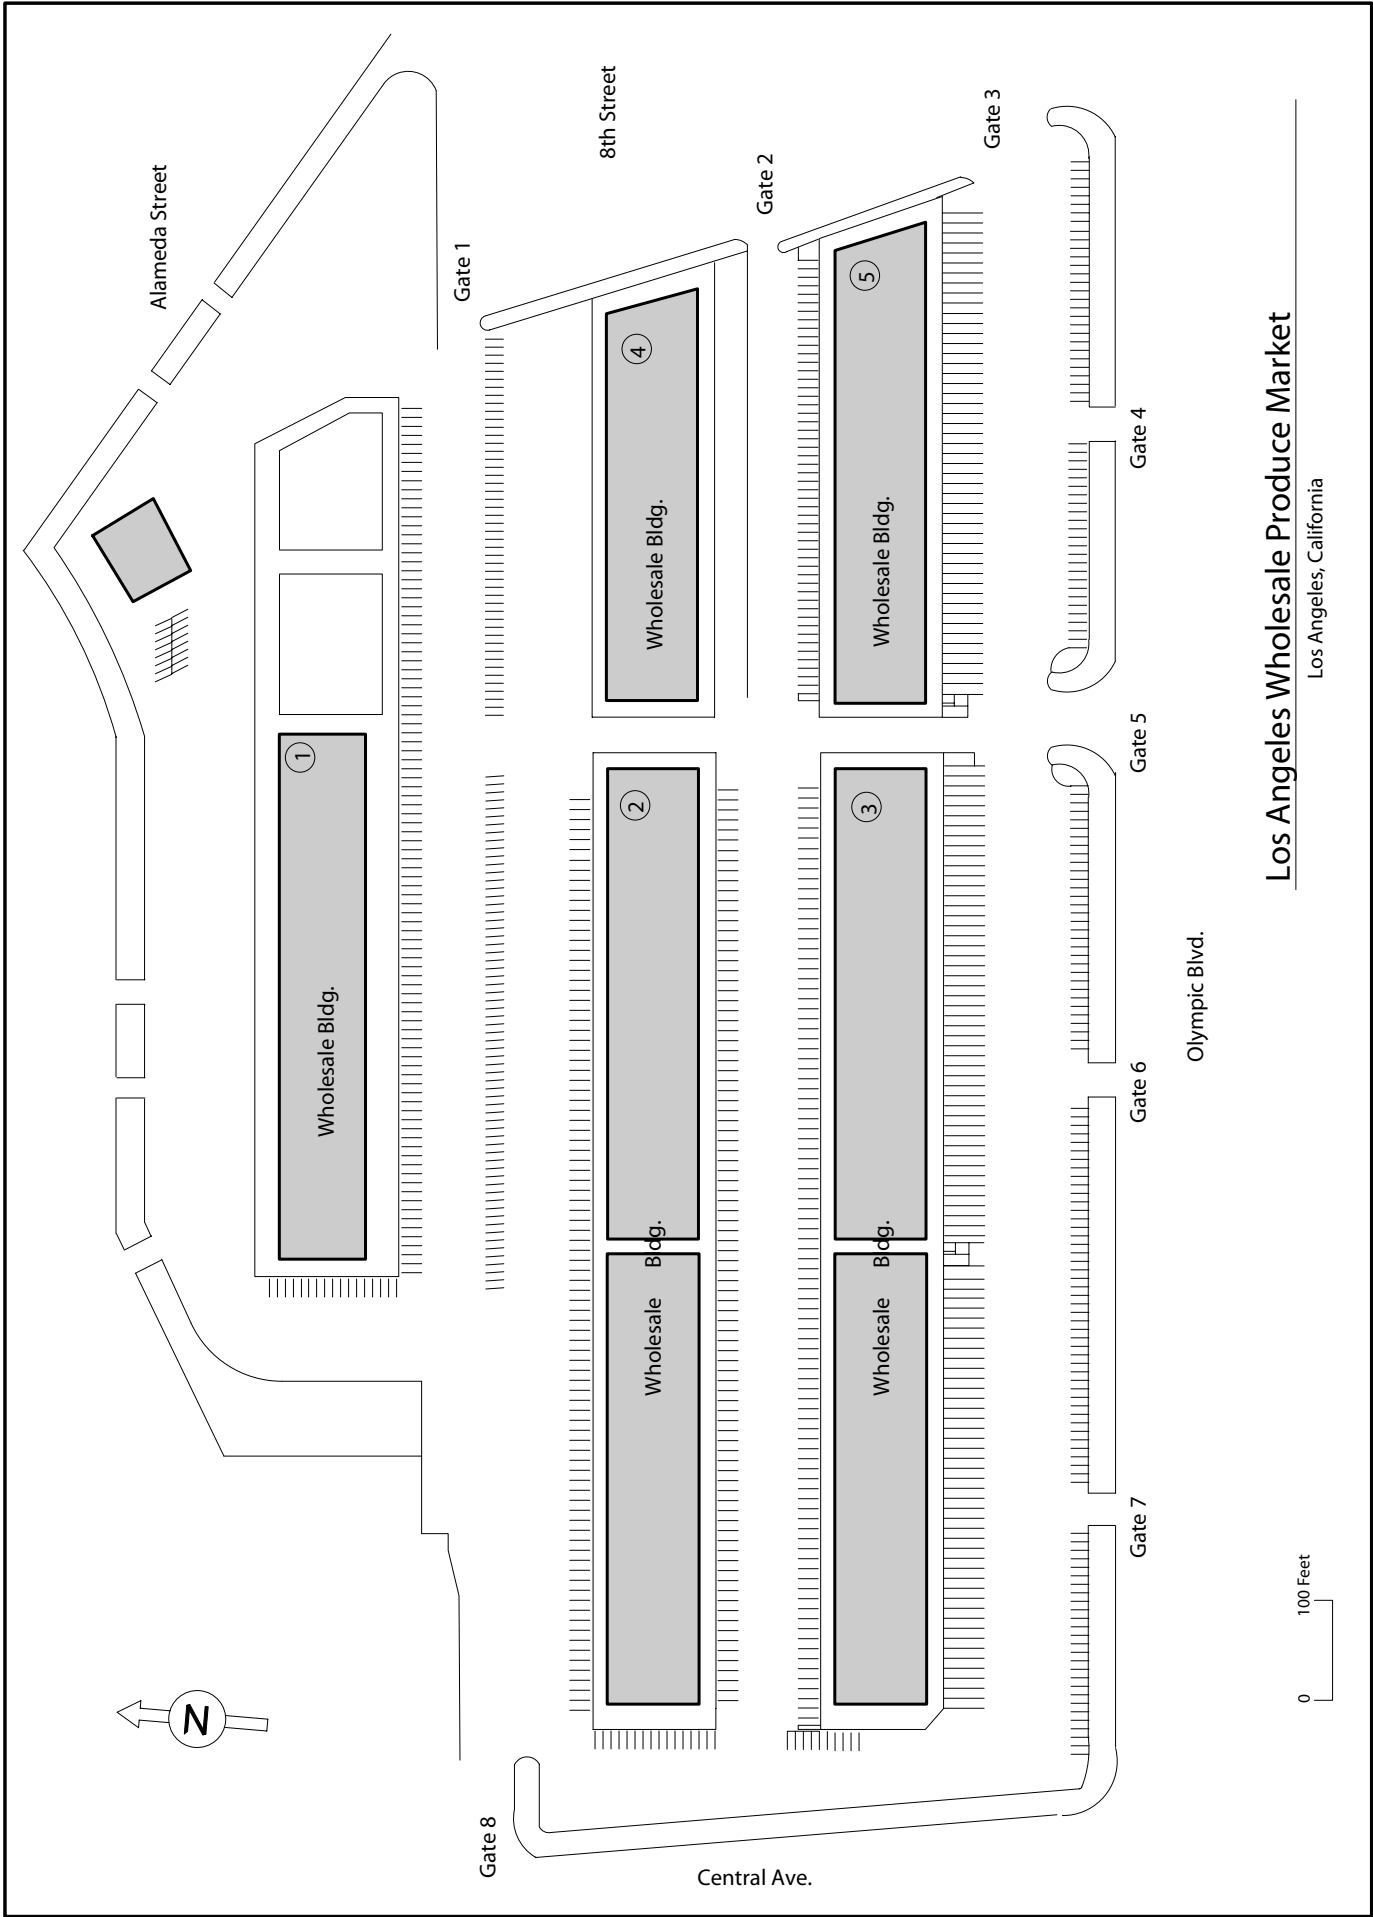 Alameda Street
8th Street
Gate 1
Gate 2
Gate 3
Gate 4
Gate 5
Gate 6
Gate 7
Gate 8
1
Wholesale Bldg.
4
Wholesale Bldg.
5
Wholesale Bldg.
2
Wholesale Bldg.
3
Wholesale Bldg.
Olympic Blvd.
Central Ave.
N
0 100 Feet
Los Angeles Wholesale Produce Market
Los Angeles, California